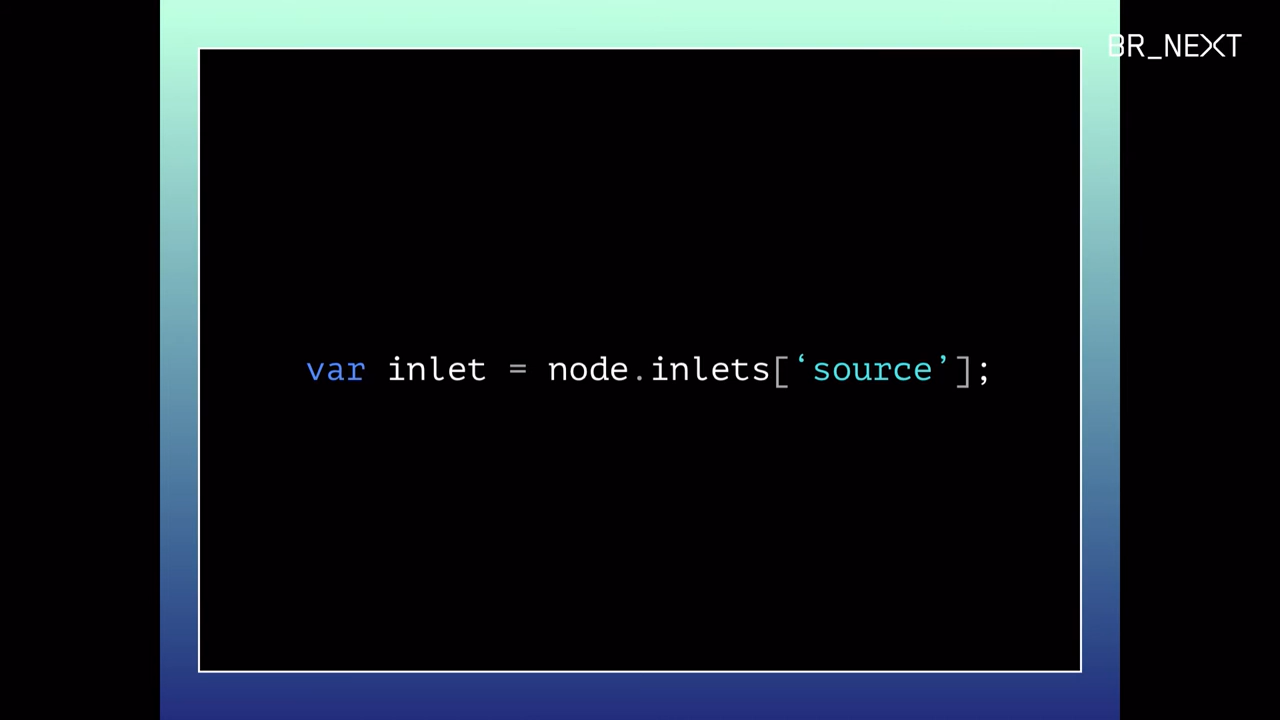 BR_NEXT
var inlet = node.inlets[‘source’];